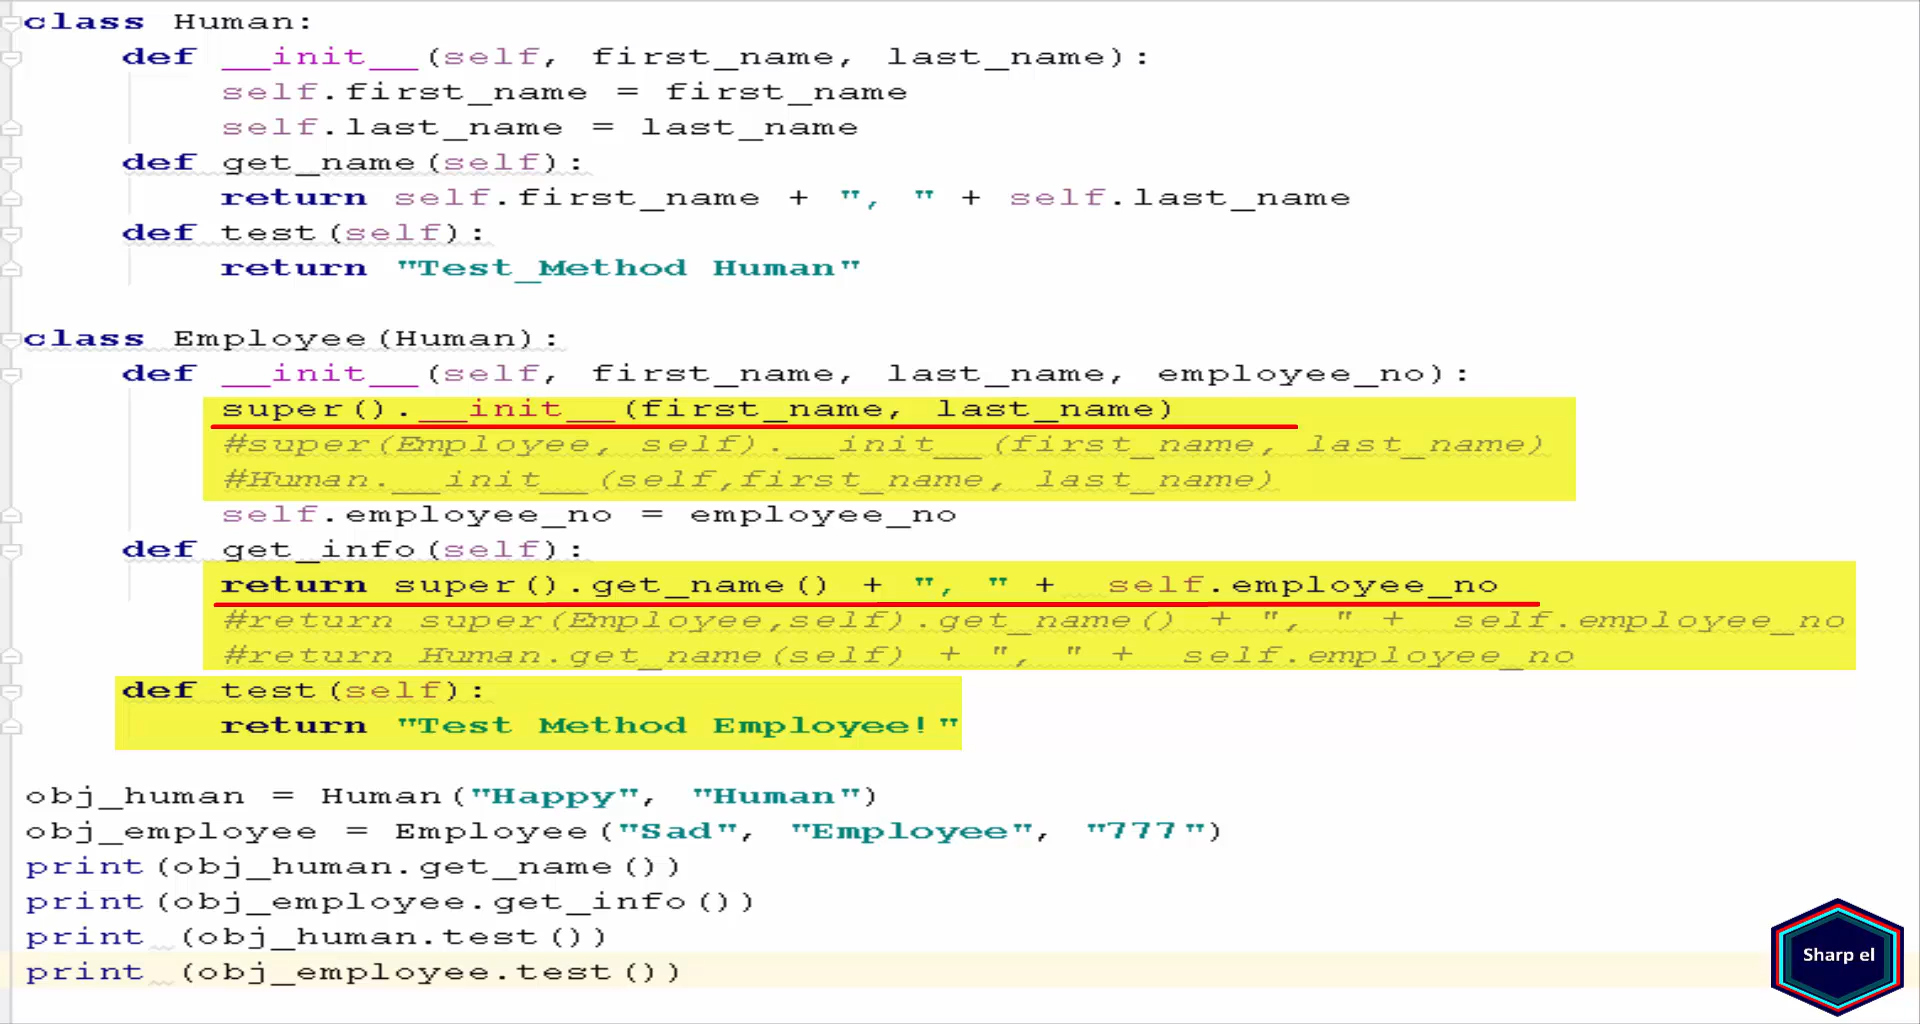 class Human:
    def __init__(self, first_name, last_name):
        self.first_name = first_name
        self.last_name = last_name
    def get_name(self):
        return self.first_name + ", " + self.last_name
    def test(self):
        return "Test_Method Human"
class Employee(Human):
    def __init__(self, first_name, last_name, employee_no):
        super().__init__(first_name, last_name)
        #super(Employee, self).__init__(first_name, last_name)
        #Human.__init__(self,first_name, last_name)
        self.employee_no = employee_no
    def get_info(self):
        return super().get_name() + ", " +  self.employee_no
        #return super(Employee,self).get_name() + ", " +  self.employee_no
        #return Human.get_name(self) + ", " +  self.employee_no
    def test(self):
        return "Test Method Employee!"
obj_human = Human("Happy", "Human")
obj_employee = Employee("Sad", "Employee", "777")
print(obj_human.get_name())
print(obj_employee.get_info())
print (obj_human.test())
print (obj_employee.test())
Sharp el